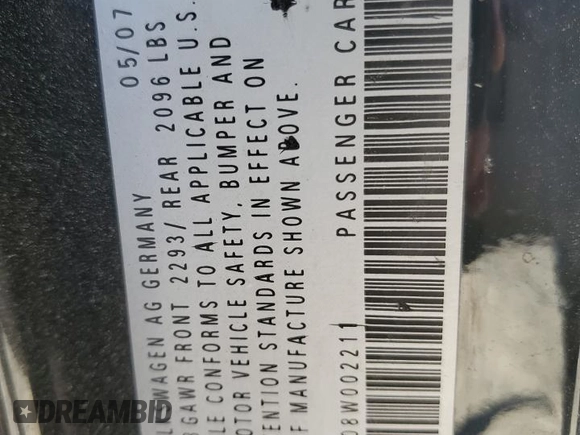 WAGEN AG GERMANY 05/07
GAWR FRONT 2293/ REAR 2096 LBS
LE CONFORMS TO ALL APPLICABLE U.S.
OTOR VEHICLE SAFETY, BUMPER AND
ENTION STANDARDS IN EFFECT ON
F MANUFACTURE SHOWN ABOVE.
08W002211 PASSENGER CAR
DREAMBID